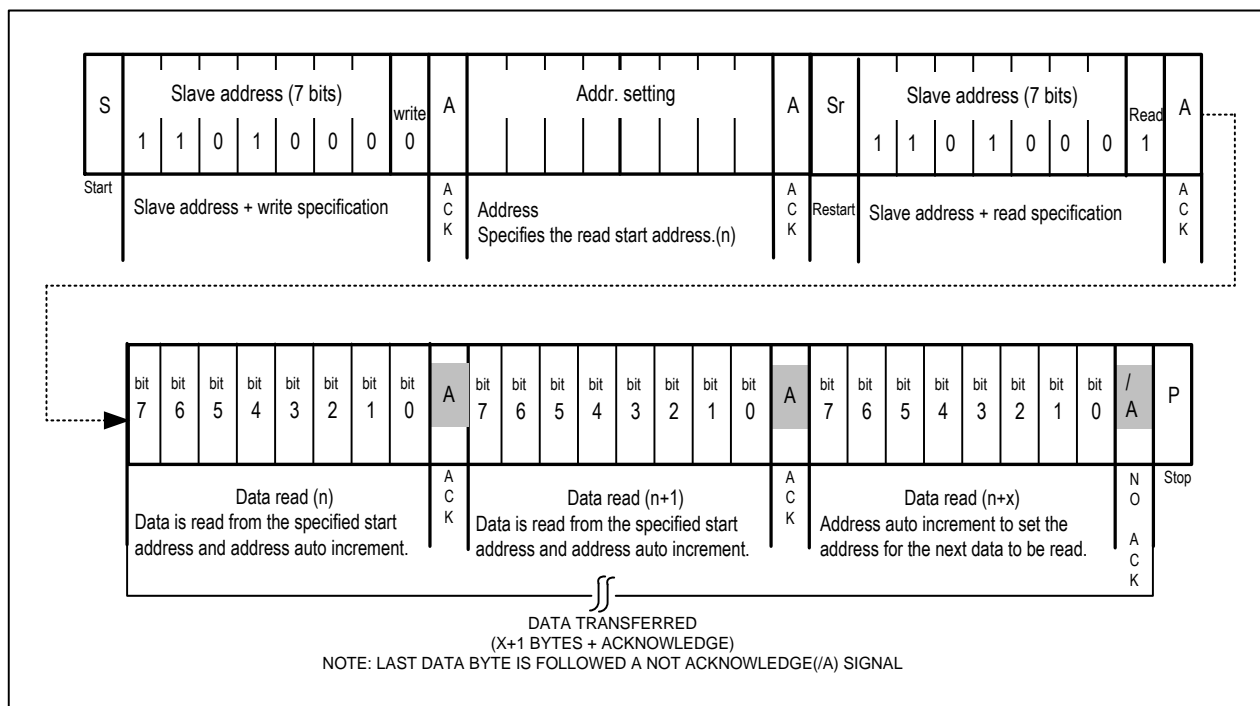 S Slave address (7 bits) write A Addr. setting A Sr Slave address (7 bits) Read A
1 1 0 1 0 0 0 0 1 1 0 1 0 0 0 1
Start Slave address + write specification
A C K
Address
Specifies the read start address.(n)
A C K
Restart
Slave address + read specification
A C K
bit bit bit bit bit bit bit bit A bit bit bit bit bit bit bit bit A bit bit bit bit bit bit bit bit / A P
7 6 5 4 3 2 1 0 7 6 5 4 3 2 1 0 7 6 5 4 3 2 1 0
Data read (n)
Data is read from the specified start
address and address auto increment.
A C K
Data read (n+1)
Data is read from the specified start
address and address auto increment.
A C K
Data read (n+x)
Address auto increment to set the
address for the next data to be read.
N O A C K
Stop
DATA TRANSFERRED
(X+1 BYTES + ACKNOWLEDGE)
NOTE: LAST DATA BYTE IS FOLLOWED A NOT ACKNOWLEDGE(/A) SIGNAL